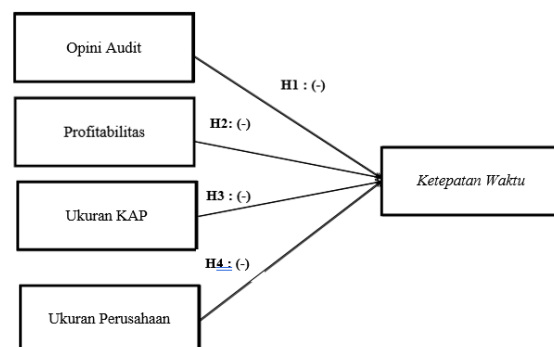 Opini Audit
H1 : (-)
Profitabilitas
H2: (-)
Ketepatan Waktu
H3 : (-)
Ukuran KAP
H4 : (-)
Ukuran Perusahaan